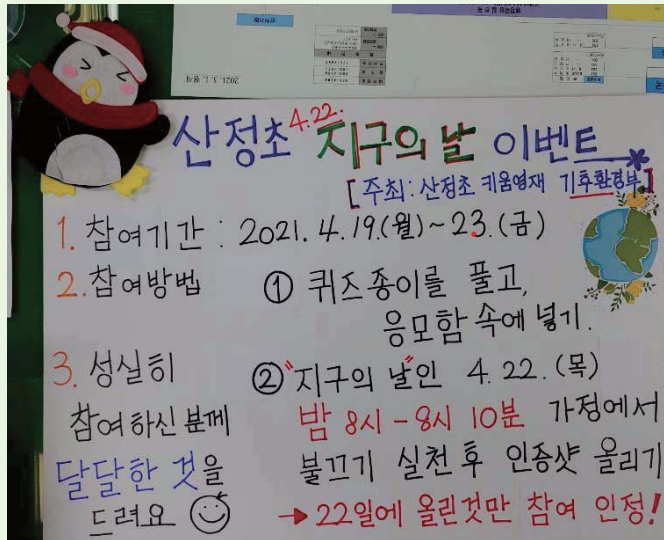 2021. 3. 1. 현재
산정초 4.22. 지구의 날 이벤트
[주최: 산정초 키움영재 기후환경부]
1. 참여기간 : 2021. 4. 19.(월)~23.(금)
2. 참여방법 ① 퀴즈종이를 풀고,
응모함 속에 넣기.
3. 성실히
참여하신 분께
달달한 것을
드려요
② "지구의 날"인 4. 22. (목)
밤 8시 - 8시 10분 가정에서
불끄기 실천 후 인증샷 올리기
→ 22일에 올린것만 참여 인정!